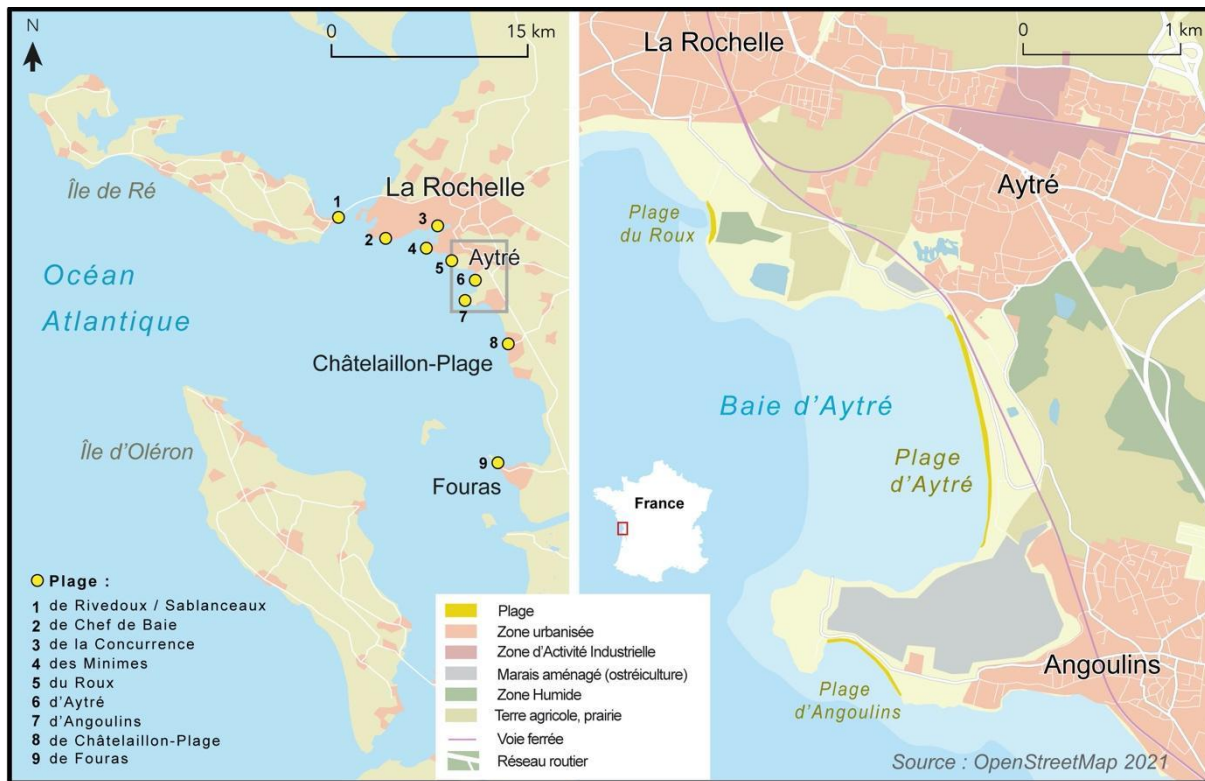 N
0 15 km
Île de Ré
La Rochelle
1
2
3
4
5
Aytré
6
7
Océan
Atlantique
8
Châtelaillon-Plage
Île d'Oléron
9
Fouras
Plage :
1 de Rivedoux / Sablanceaux
2 de Chef de Baie
3 de la Concurrence
4 des Minimes
5 du Roux
6 d'Aytré
7 d'Angoulins
8 de Châtelaillon-Plage
9 de Fouras
La Rochelle
0 1 km
Aytré
Plage
du Roux
Baie d'Aytré
Plage
d'Aytré
France
Angoulins
Plage
d'Angoulins
Plage
Zone urbanisée
Zone d'Activité Industrielle
Marais aménagé (ostréiculture)
Zone Humide
Terre agricole, prairie
Voie ferrée
Réseau routier
Source : OpenStreetMap 2021